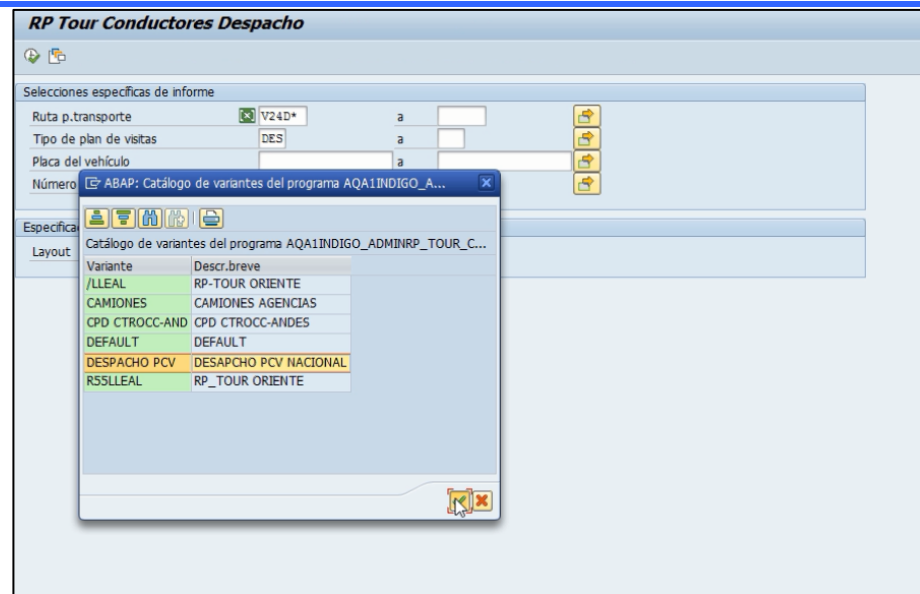 RP Tour Conductores Despacho
Selecciones específicas de informe
Ruta p.transporte V24D* a
Tipo de plan de visitas DES a
Placa del vehículo a
Número
ABAP: Catálogo de variantes del programa AQA1INDIGO_A...
Especifica
Catálogo de variantes del programa AQA1INDIGO_ADMINRP_TOUR_C...
Layout
Variante Descr.breve
/LLEAL RP-TOUR ORIENTE
CAMIONES CAMIONES AGENCIAS
CPD CTROCC-AND CPD CTROCC-ANDES
DEFAULT DEFAULT
DESPACHO PCV DESAPCHO PCV NACIONAL
R55LLEAL RP_TOUR ORIENTE